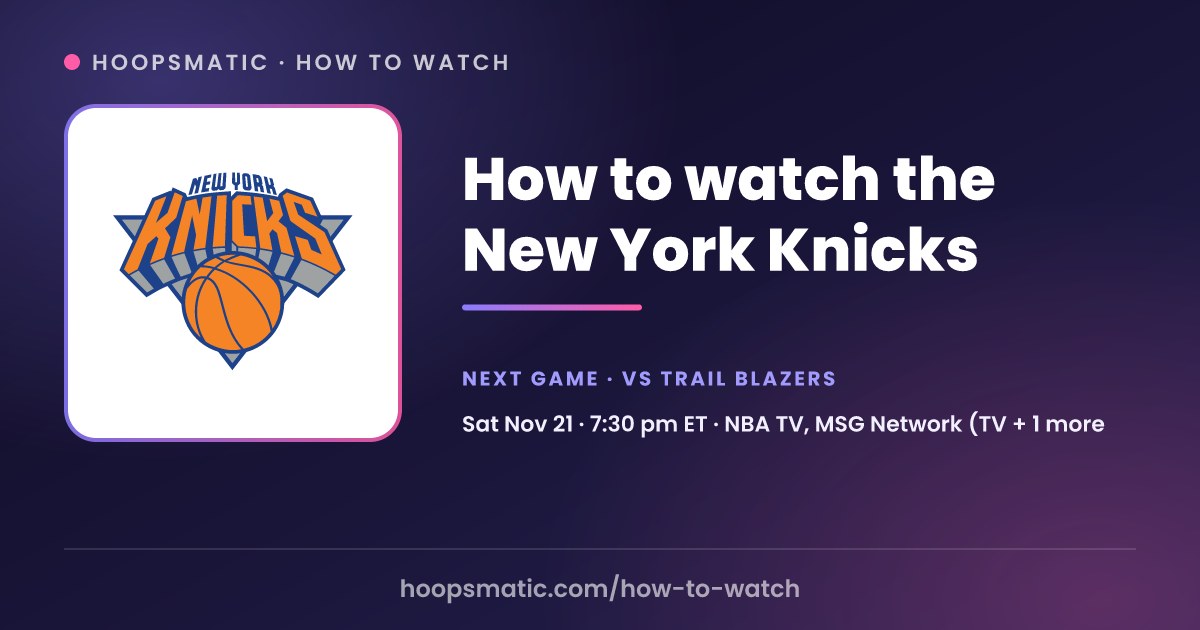 HOOPSMATIC · HOW TO WATCH
NEW YORK
KNICKS
How to watch the
New York Knicks
NEXT GAME · VS TRAIL BLAZERS
Sat Nov 21 · 7:30 pm ET · NBA TV, MSG Network (TV + 1 more
hoopsmatic.com/how-to-watch